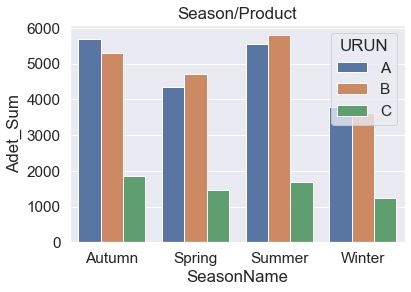 Season/Product
Adet_Sum
6000
5000
4000
3000
2000
1000
0
URUN
A
B
C
Autumn Spring Summer Winter
SeasonName